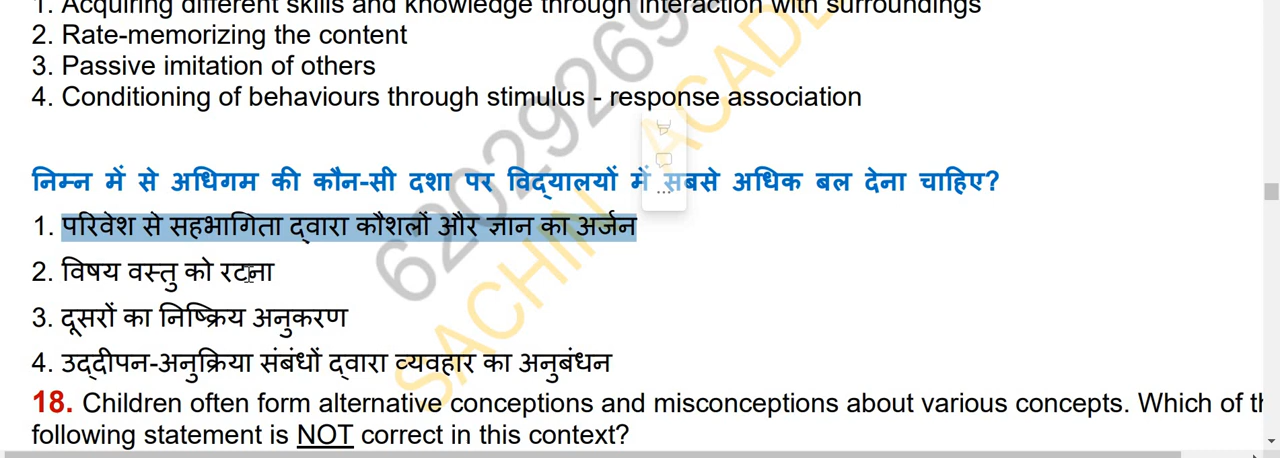 1. Acquiring different skills and knowledge through interaction with surroundings
2. Rate-memorizing the content
3. Passive imitation of others
4. Conditioning of behaviours through stimulus - response association
निम्न में से अधिगम की कौन-सी दशा पर विद्यालयों में सबसे अधिक बल देना चाहिए?
1. परिवेश से सहभागिता द्वारा कौशलों और ज्ञान का अर्जन
2. विषय वस्तु को रटना
3. दूसरों का निष्क्रिय अनुकरण
4. उद्दीपन-अनुक्रिया संबंधों द्वारा व्यवहार का अनुबंधन
18. Children often form alternative conceptions and misconceptions about various concepts. Which of th
following statement is NOT correct in this context?
62029269
SACHIN ACADE